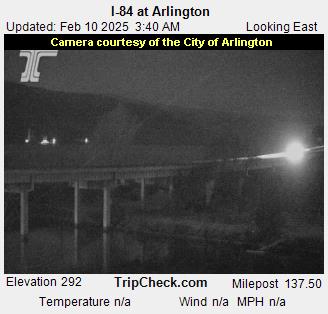 I-84 at Arlington
Updated: Feb 10 2025 3:40 AM Looking East
Camera courtesy of the City of Arlington
Elevation 292 TripCheck.com Milepost 137.50
Temperature n/a Wind n/a MPH n/a